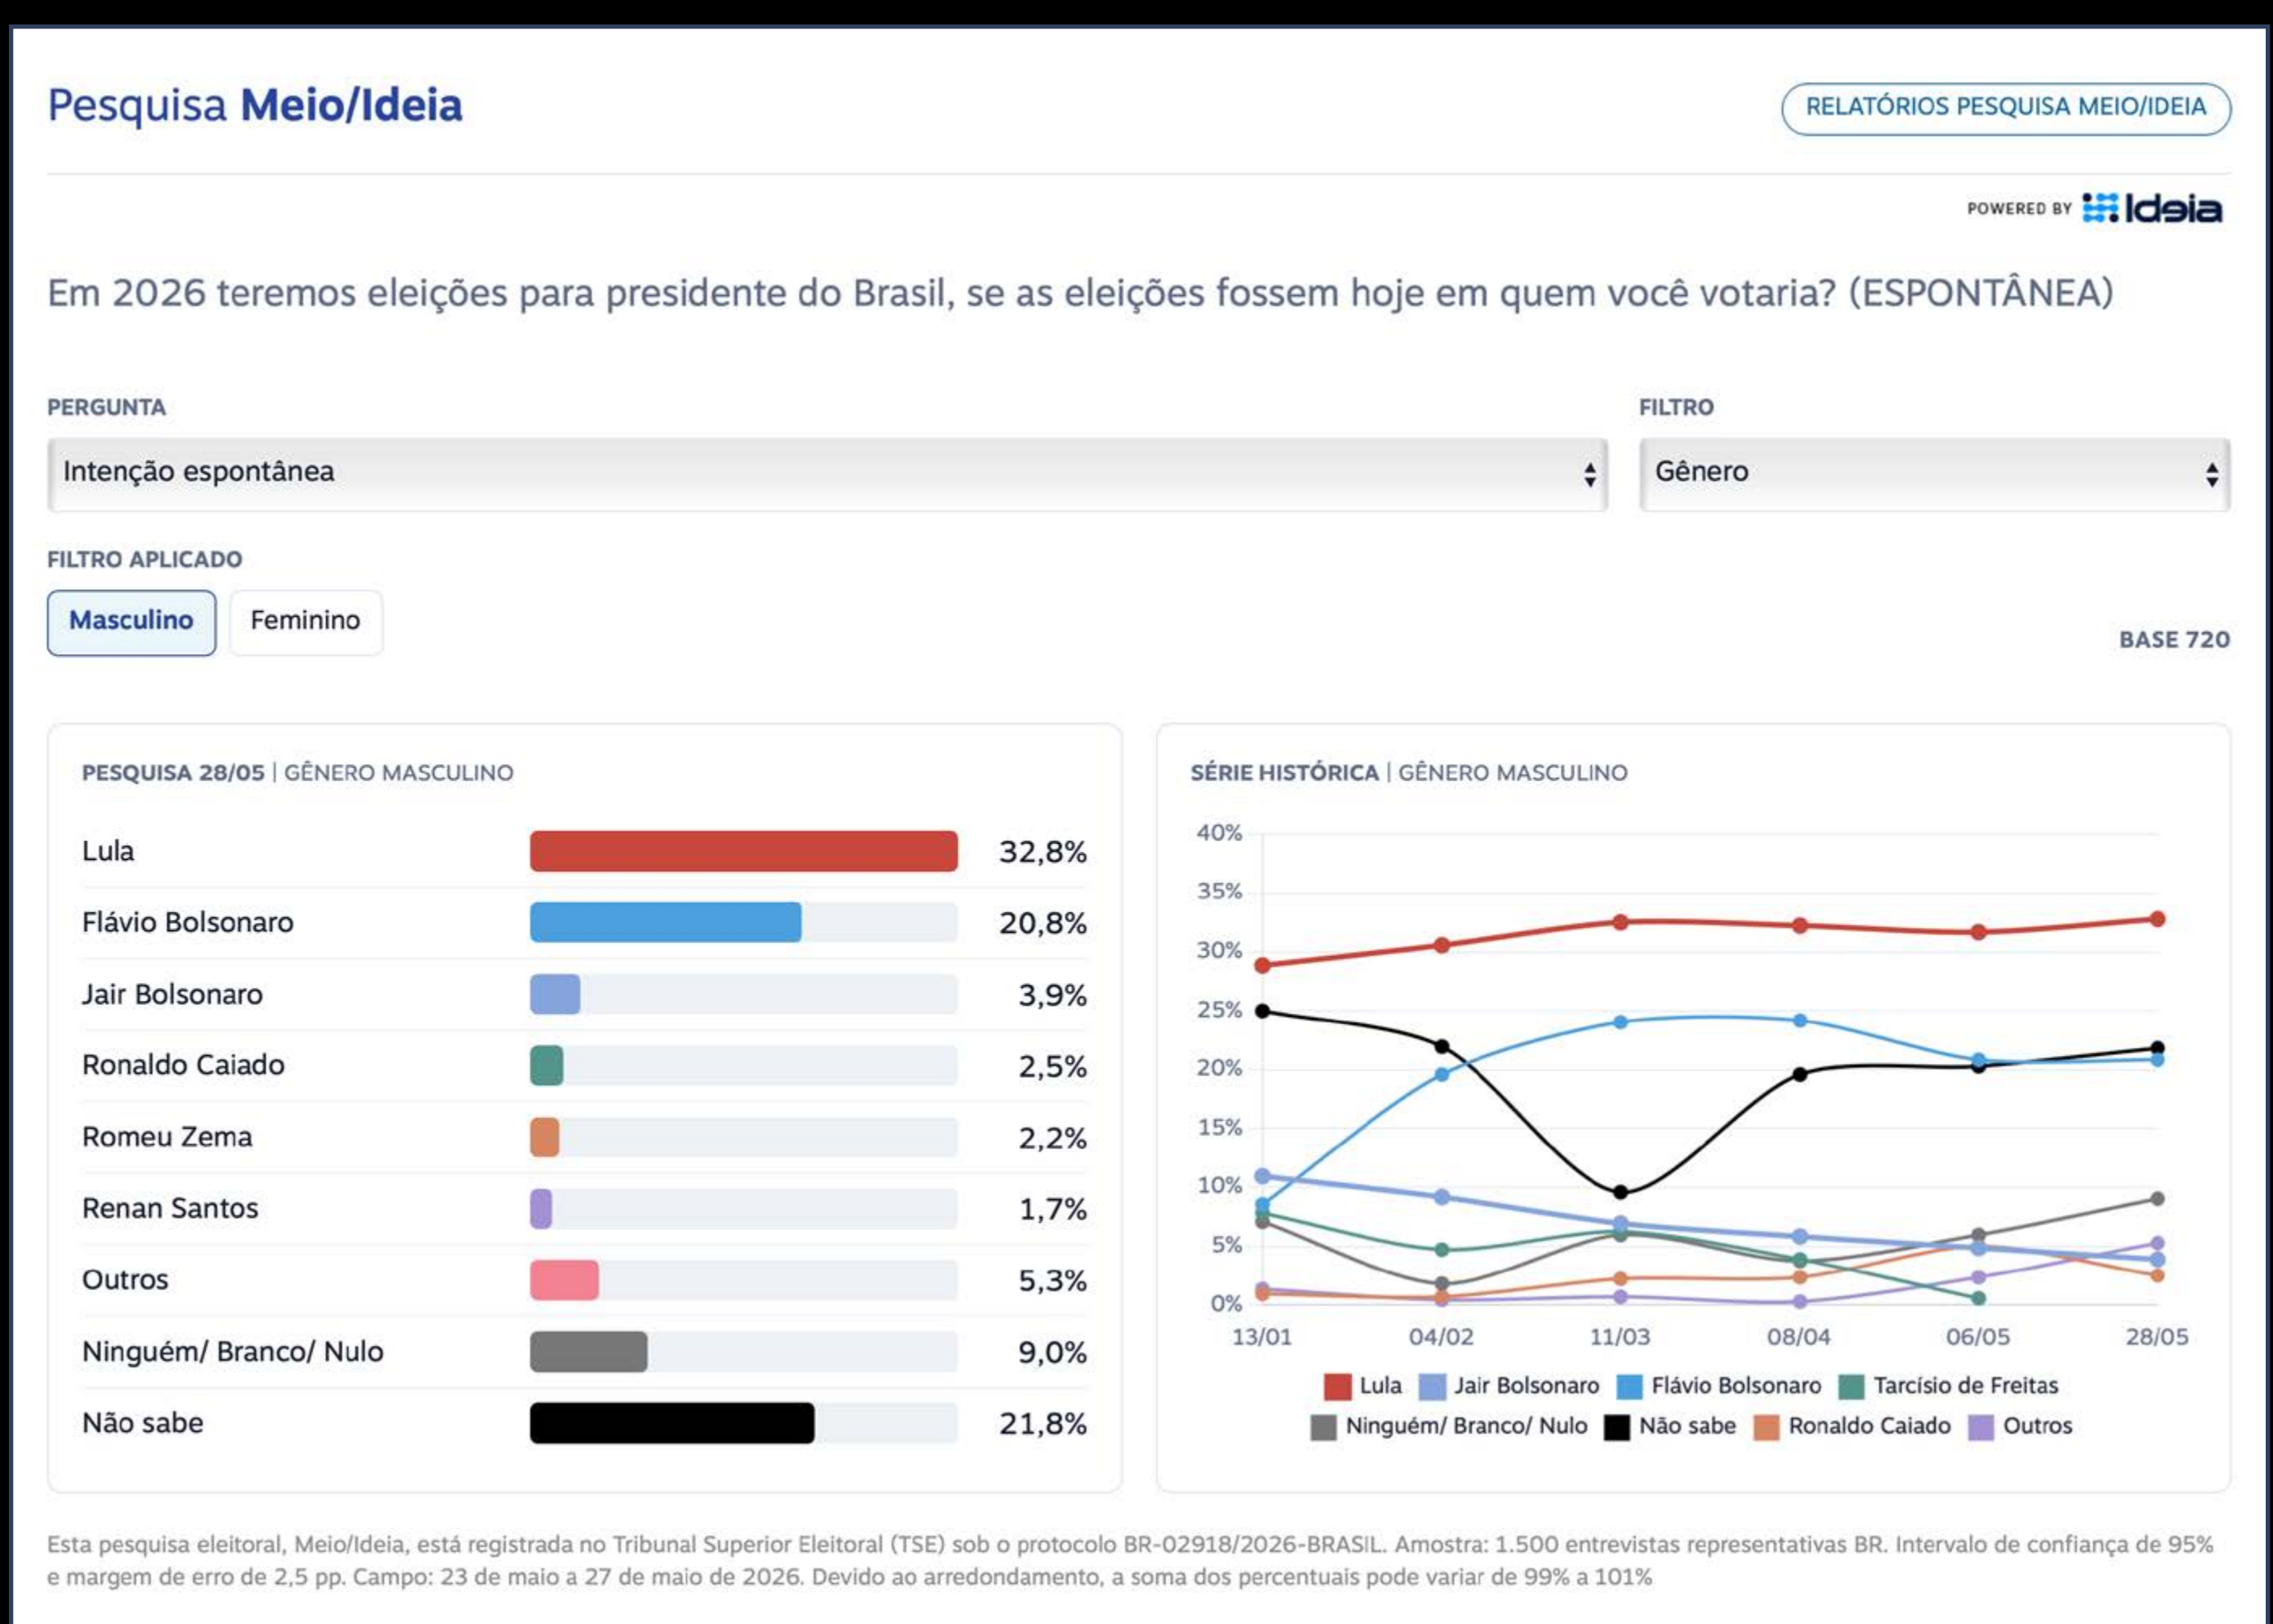 Pesquisa Meio/Ideia
RELATÓRIOS PESQUISA MEIO/IDEIA
POWERED BY Ideia
Em 2026 teremos eleições para presidente do Brasil, se as eleições fossem hoje em quem você votaria? (ESPONTÂNEA)
PERGUNTA
Intenção espontânea
FILTRO
Gênero
FILTRO APLICADO
Masculino Feminino
BASE 720
PESQUISA 28/05 | GÊNERO MASCULINO
Lula 32,8%
Flávio Bolsonaro 20,8%
Jair Bolsonaro 3,9%
Ronaldo Caiado 2,5%
Romeu Zema 2,2%
Renan Santos 1,7%
Outros 5,3%
Ninguém/ Branco/ Nulo 9,0%
Não sabe 21,8%
SÉRIE HISTÓRICA | GÊNERO MASCULINO
40%
35%
30%
25%
20%
15%
10%
5%
0%
13/01 04/02 11/03 08/04 06/05 28/05
Lula Jair Bolsonaro Flávio Bolsonaro Tarcísio de Freitas
Ninguém/ Branco/ Nulo Não sabe Ronaldo Caiado Outros
Esta pesquisa eleitoral, Meio/Ideia, está registrada no Tribunal Superior Eleitoral (TSE) sob o protocolo BR-02918/2026-BRASIL. Amostra: 1.500 entrevistas representativas BR. Intervalo de confiança de 95%
e margem de erro de 2,5 pp. Campo: 23 de maio a 27 de maio de 2026. Devido ao arredondamento, a soma dos percentuais pode variar de 99% a 101%